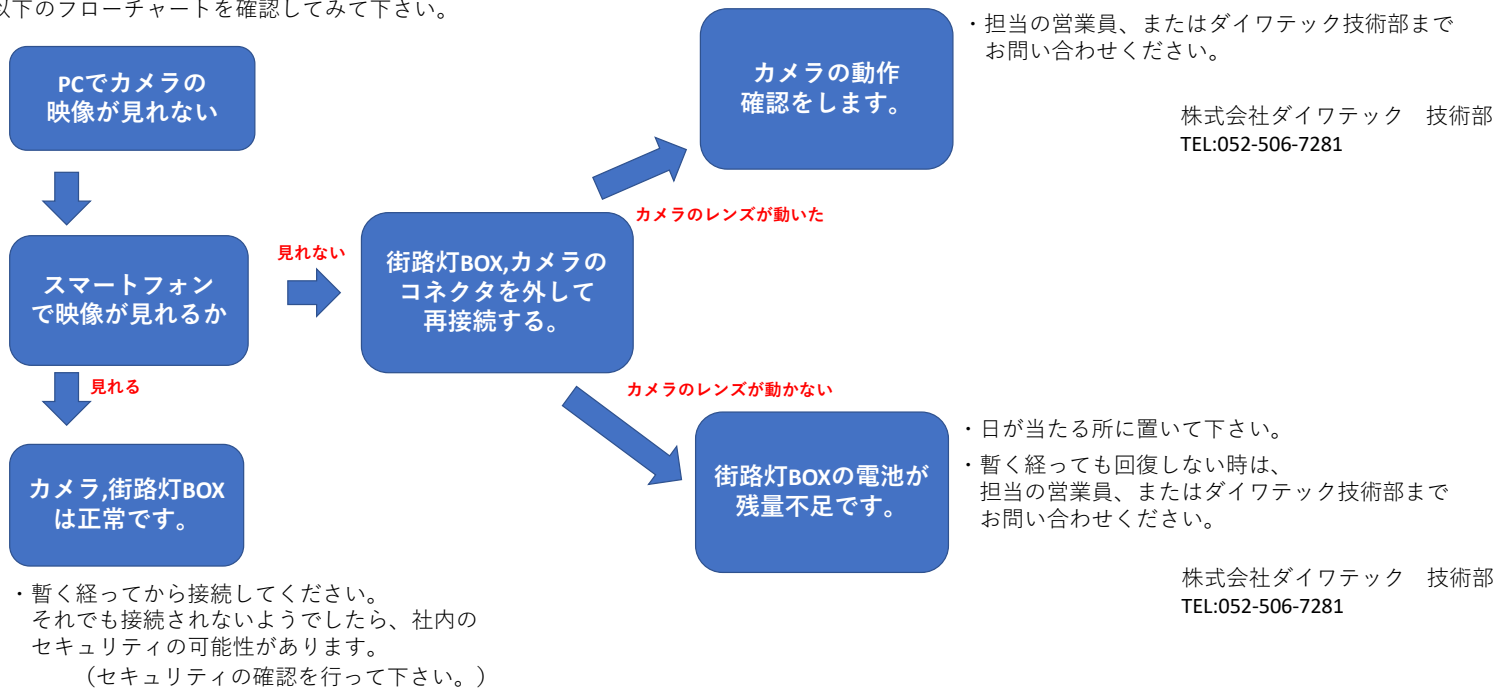 以下のフローチャートを確認してみて下さい。
PCでカメラの
映像が見れない
スマートフォン
で映像が見れるか
見れる
カメラ,街路灯BOX
は正常です。
・暫く経ってから接続してください。
それでも接続されないようでしたら、社内の
セキュリティの可能性があります。
（セキュリティの確認を行って下さい。）
見れない
街路灯BOX,カメラの
コネクタを外して
再接続する。
カメラのレンズが動いた
カメラの動作
確認をします。
・担当の営業員、またはダイワテック技術部まで
お問い合わせください。
株式会社ダイワテック　技術部
TEL:052-506-7281
カメラのレンズが動かない
街路灯BOXの電池が
残量不足です。
・日が当たる所に置いて下さい。
・暫く経っても回復しない時は、
担当の営業員、またはダイワテック技術部まで
お問い合わせください。
株式会社ダイワテック　技術部
TEL:052-506-7281